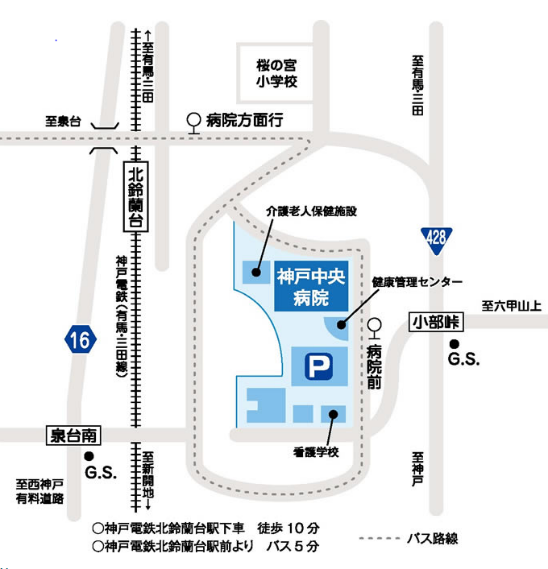 ←至有馬・三田
桜の宮
小学校
至有馬・三田
至泉台
病院方面行
北鈴蘭台
介護老人保健施設
428
神戸中央
病院
健康管理センター
神戸電鉄(有馬・三田線)
至六甲山上
小部峠
16
病院前
G.S.
P
泉台南
看護学校
至新開地→
至神戸
G.S.
至西神戸
有料道路
○神戸電鉄北鈴蘭台駅下車 徒歩10分
○神戸電鉄北鈴蘭台駅前より バス5分
バス路線